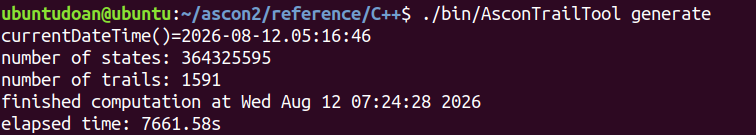 ubuntudoan@ubuntu:~/ascon2/reference/C++$ ./bin/AsconTrailTool generate
currentDateTime()=2026-08-12.05:16:46
number of states: 364325595
number of trails: 1591
finished computation at Wed Aug 12 07:24:28 2026
elapsed time: 7661.58s